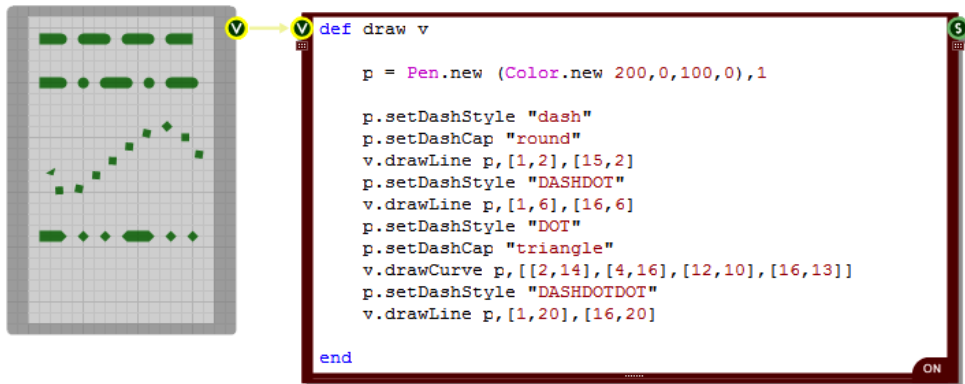 V
V
S
def draw v
p = Pen.new (Color.new 200,0,100,0),1
p.setDashStyle "dash"
p.setDashCap "round"
v.drawLine p,[1,2],[15,2]
p.setDashStyle "DASHDOT"
v.drawLine p,[1,6],[16,6]
p.setDashStyle "DOT"
p.setDashCap "triangle"
v.drawCurve p,[[2,14],[4,16],[12,10],[16,13]]
p.setDashStyle "DASHDOTDOT"
v.drawLine p,[1,20],[16,20]
end
ON